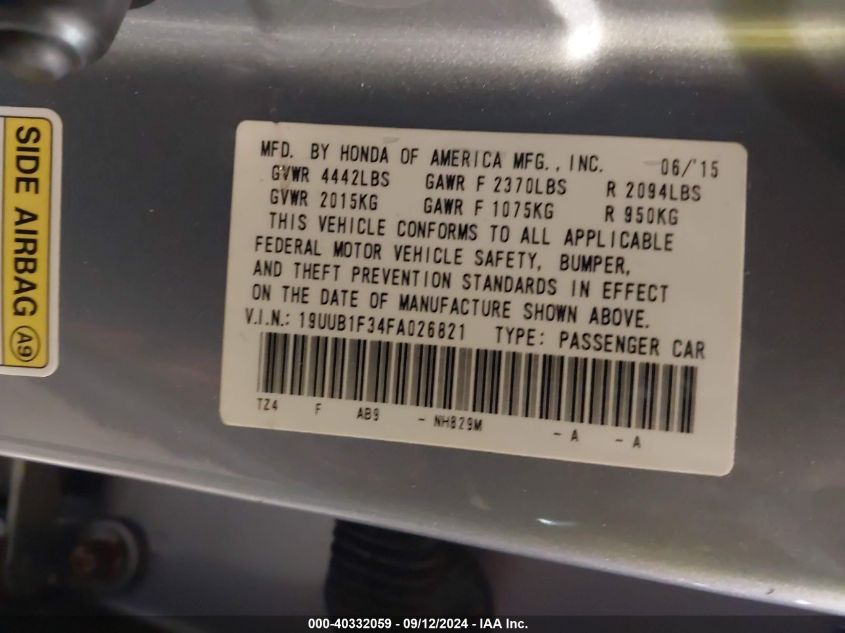 SIDE AIRBAG A9
MFD. BY HONDA OF AMERICA MFG., INC. 06/'15
GVWR 4442LBS GAWR F 2370LBS R 2094LBS
GVWR 2015KG GAWR F 1075KG R 950KG
THIS VEHICLE CONFORMS TO ALL APPLICABLE
FEDERAL MOTOR VEHICLE SAFETY, BUMPER,
AND THEFT PREVENTION STANDARDS IN EFFECT
ON THE DATE OF MANUFACTURE SHOWN ABOVE.
V.I.N.: 19UUB1F34FA026821 TYPE: PASSENGER CAR
TZ4 F AB9 - NH829M - A - A
000-40332059 - 09/12/2024 - IAA Inc.